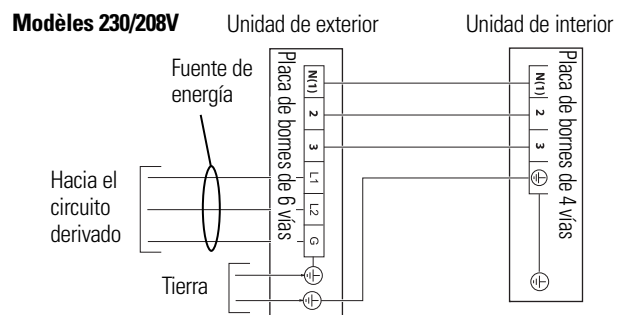 Modèles 230/208V
Unidad de exterior
Unidad de interior
Fuente de
energía
Placa de bornes de 6 vías
N(1)
2
3
L1
L2
G
Placa de bornes de 4 vías
N(1)
2
3
Hacia el
circuito
derivado
Tierra